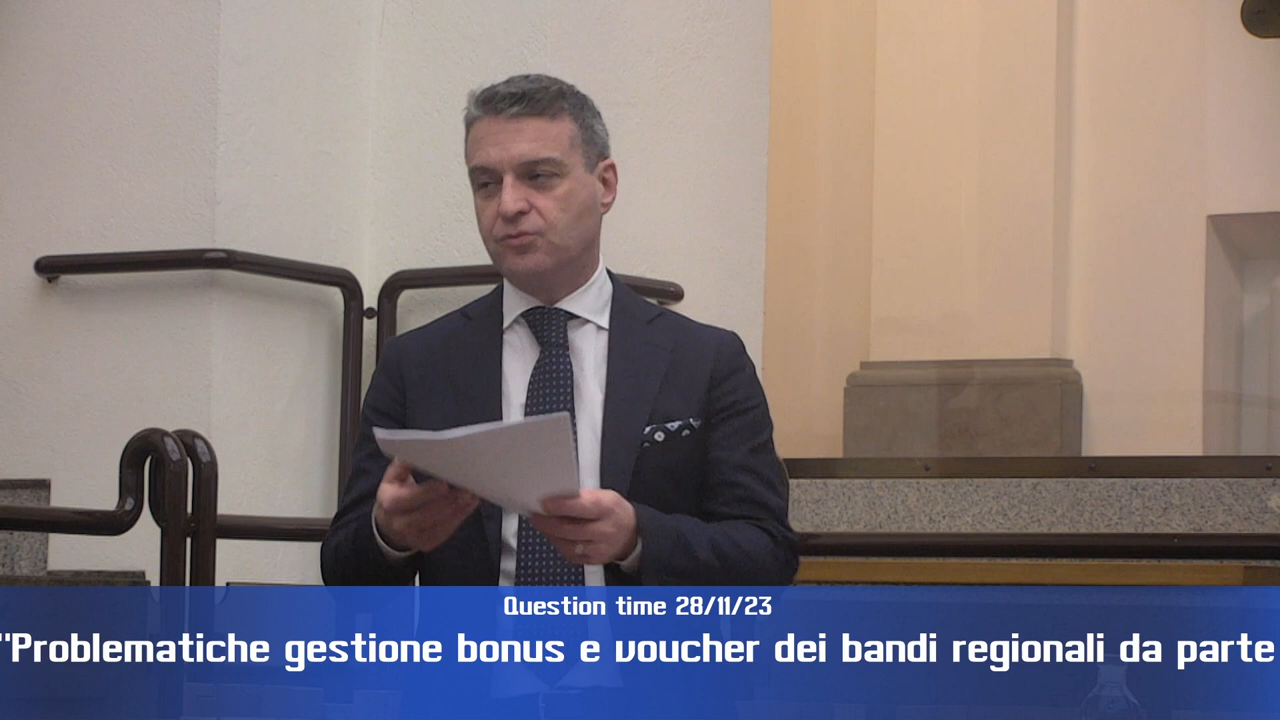 Question time 28/11/23
"Problematiche gestione bonus e voucher dei bandi regionali da parte